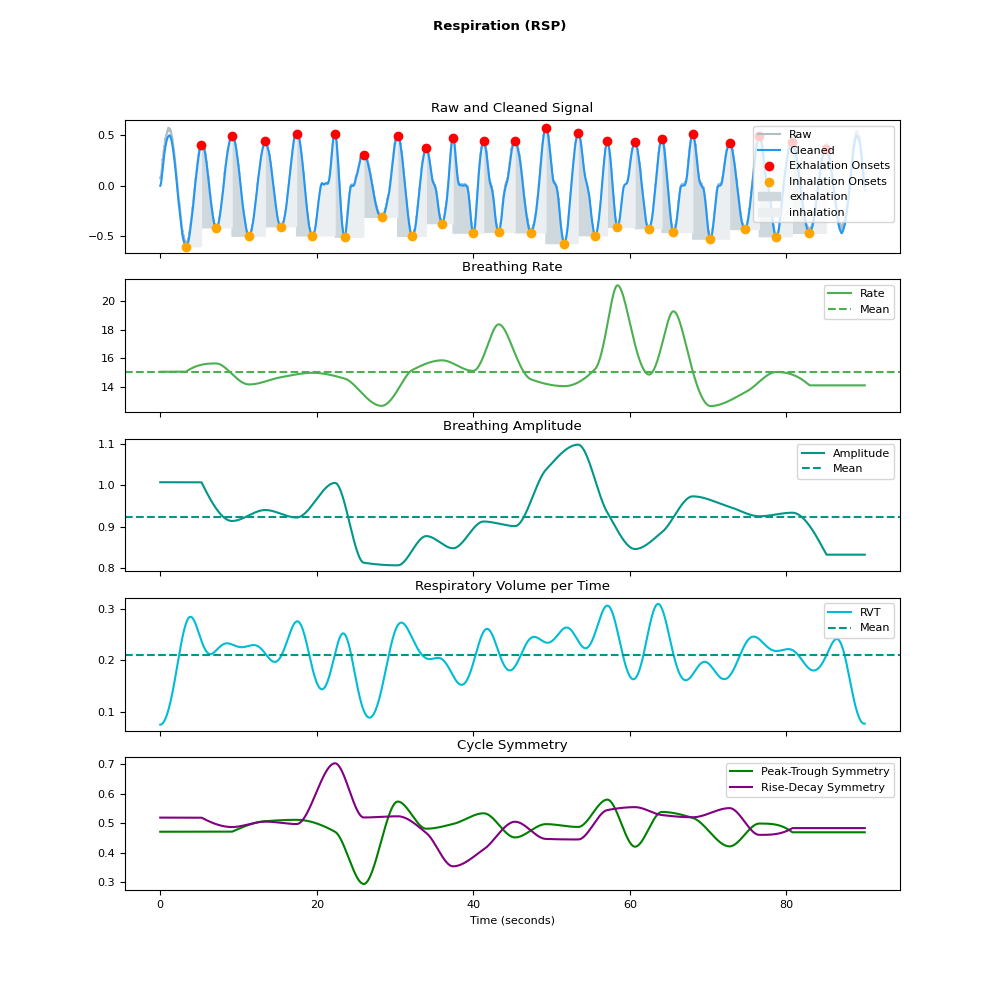 Respiration (RSP)
Raw and Cleaned Signal
0.5
0.0
−0.5
Raw
Cleaned
Exhalation Onsets
Inhalation Onsets
exhalation
inhalation
Breathing Rate
20
18
16
14
Rate
Mean
Breathing Amplitude
1.1
1.0
0.9
0.8
Amplitude
Mean
Respiratory Volume per Time
0.3
0.2
0.1
RVT
Mean
Cycle Symmetry
0.7
0.6
0.5
0.4
0.3
Peak-Trough Symmetry
Rise-Decay Symmetry
0 20 40 60 80
Time (seconds)